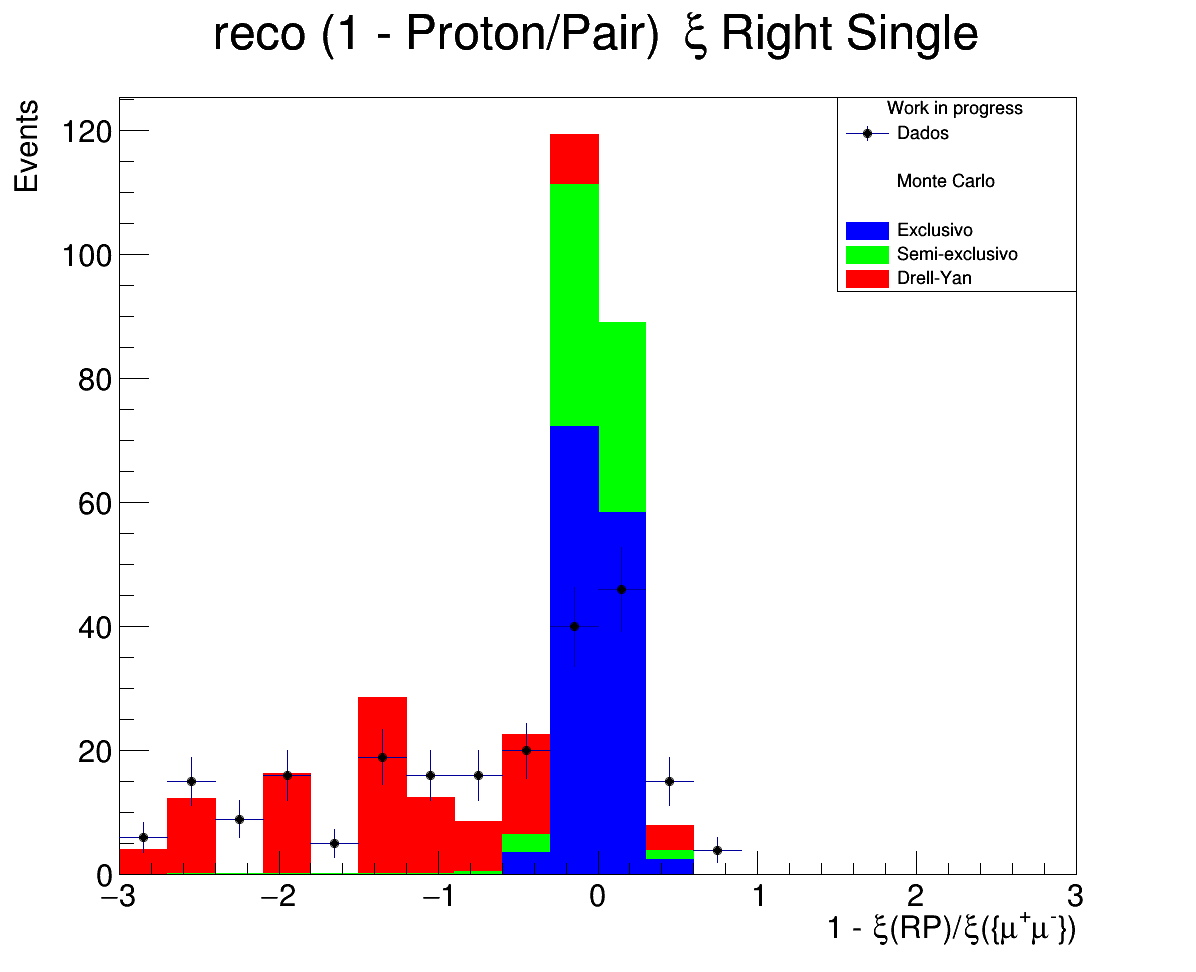 reco (1 - Proton/Pair) ξ Right Single
Events
120
100
80
60
40
20
0
Work in progress
Dados
Monte Carlo
Exclusivo
Semi-exclusivo
Drell-Yan
−3 −2 −1 0 1 2 3
1 - ξ(RP)/ξ({μ⁺μ⁻})